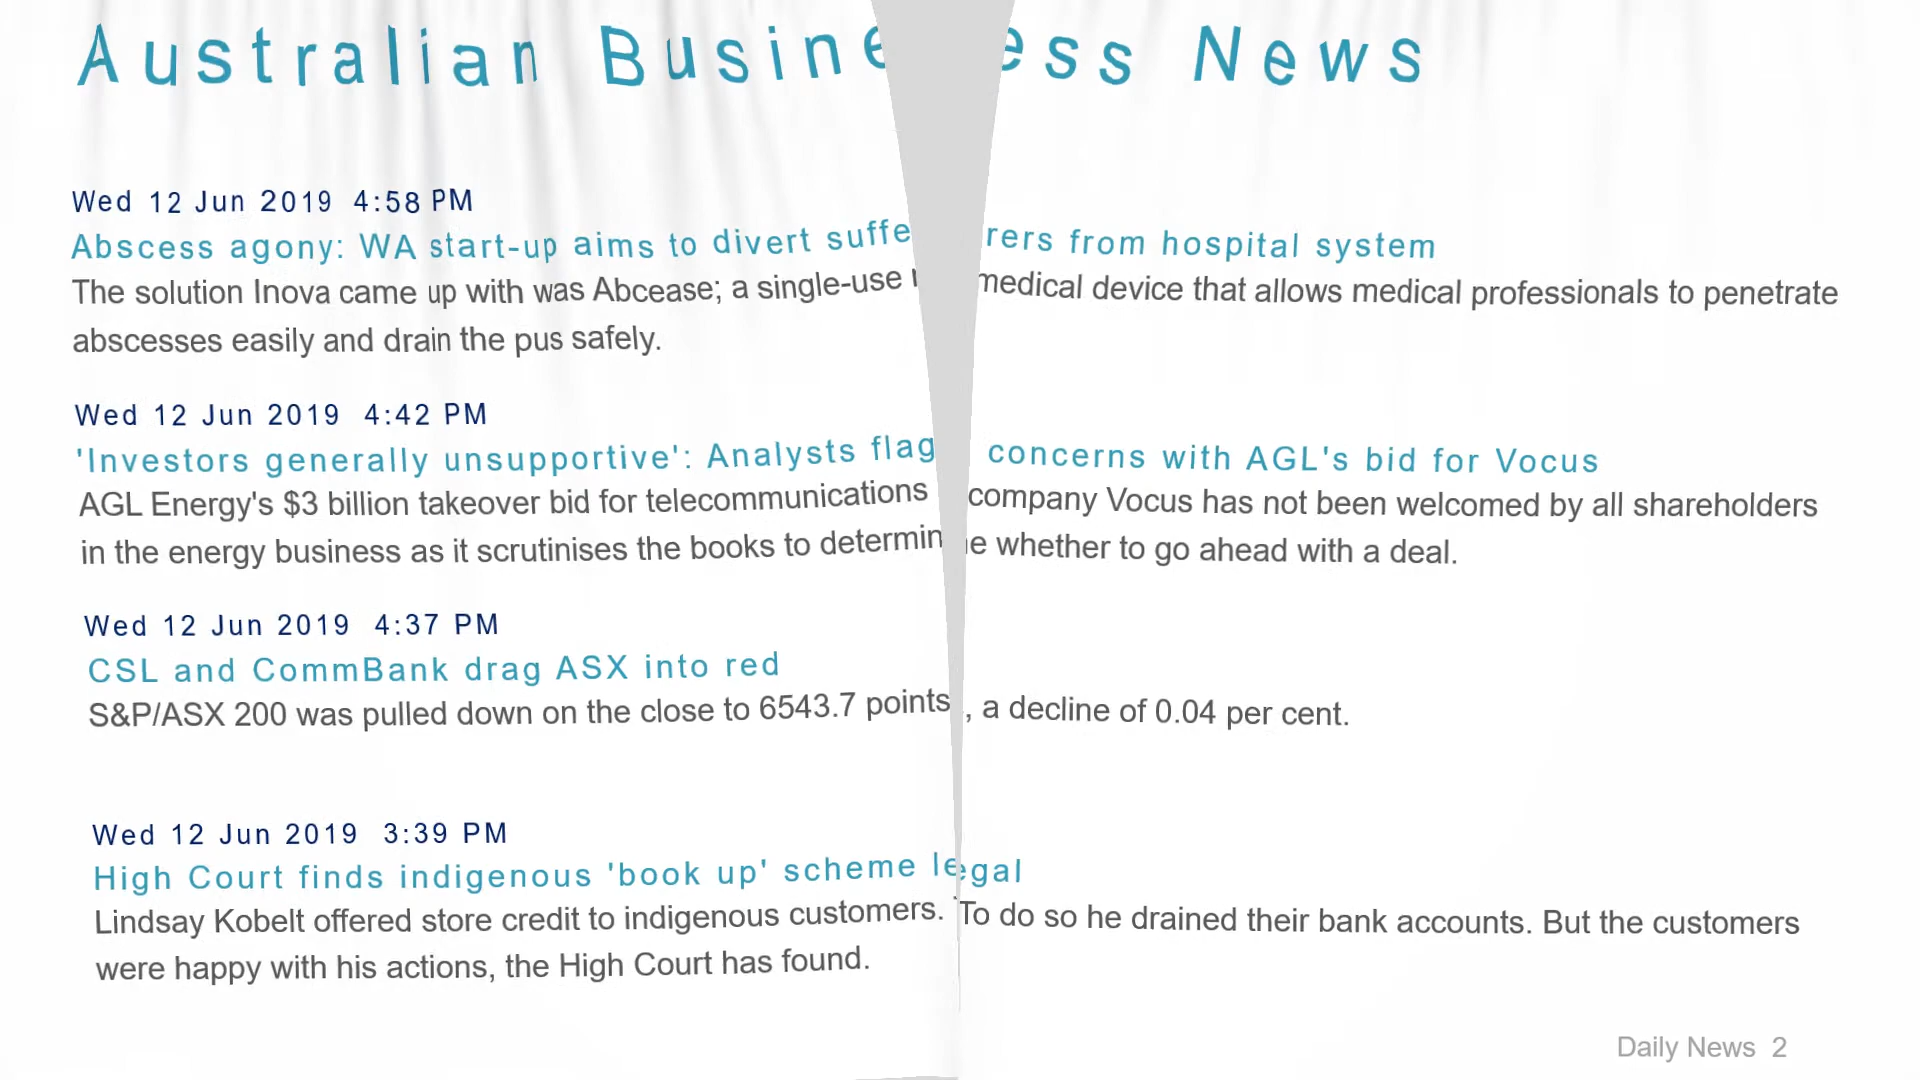 Australian Business News
Wed 12 Jun 2019 4:58 PM
Abscess agony: WA start-up aims to divert sufferers from hospital system
The solution Inova came up with was Abcease; a single-use medical device that allows medical professionals to penetrate
abscesses easily and drain the pus safely.
Wed 12 Jun 2019 4:42 PM
'Investors generally unsupportive': Analysts flag concerns with AGL's bid for Vocus
AGL Energy's $3 billion takeover bid for telecommunications company Vocus has not been welcomed by all shareholders
in the energy business as it scrutinises the books to determine whether to go ahead with a deal.
Wed 12 Jun 2019 4:37 PM
CSL and CommBank drag ASX into red
S&P/ASX 200 was pulled down on the close to 6543.7 points, a decline of 0.04 per cent.
Wed 12 Jun 2019 3:39 PM
High Court finds indigenous 'book up' scheme legal
Lindsay Kobelt offered store credit to indigenous customers. To do so he drained their bank accounts. But the customers
were happy with his actions, the High Court has found.
Daily News 2